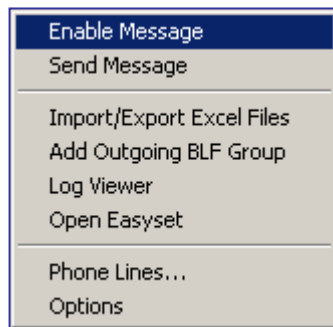 Enable Message
Send Message
Import/Export Excel Files
Add Outgoing BLF Group
Log Viewer
Open Easyset
Phone Lines...
Options